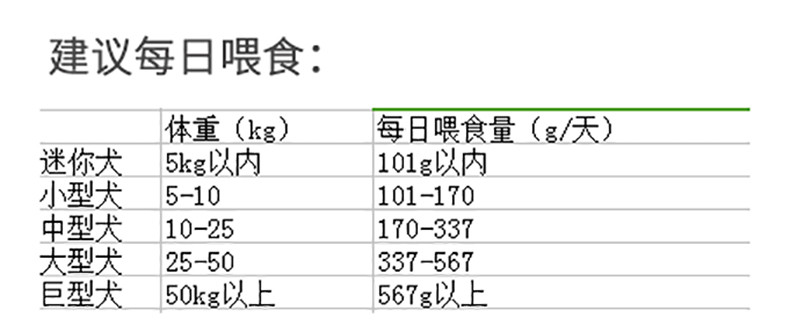 建议每日喂食：
体重（kg） 每日喂食量（g/天）
迷你犬 5kg以内 101g以内
小型犬 5-10 101-170
中型犬 10-25 170-337
大型犬 25-50 337-567
巨型犬 50kg以上 567g以上